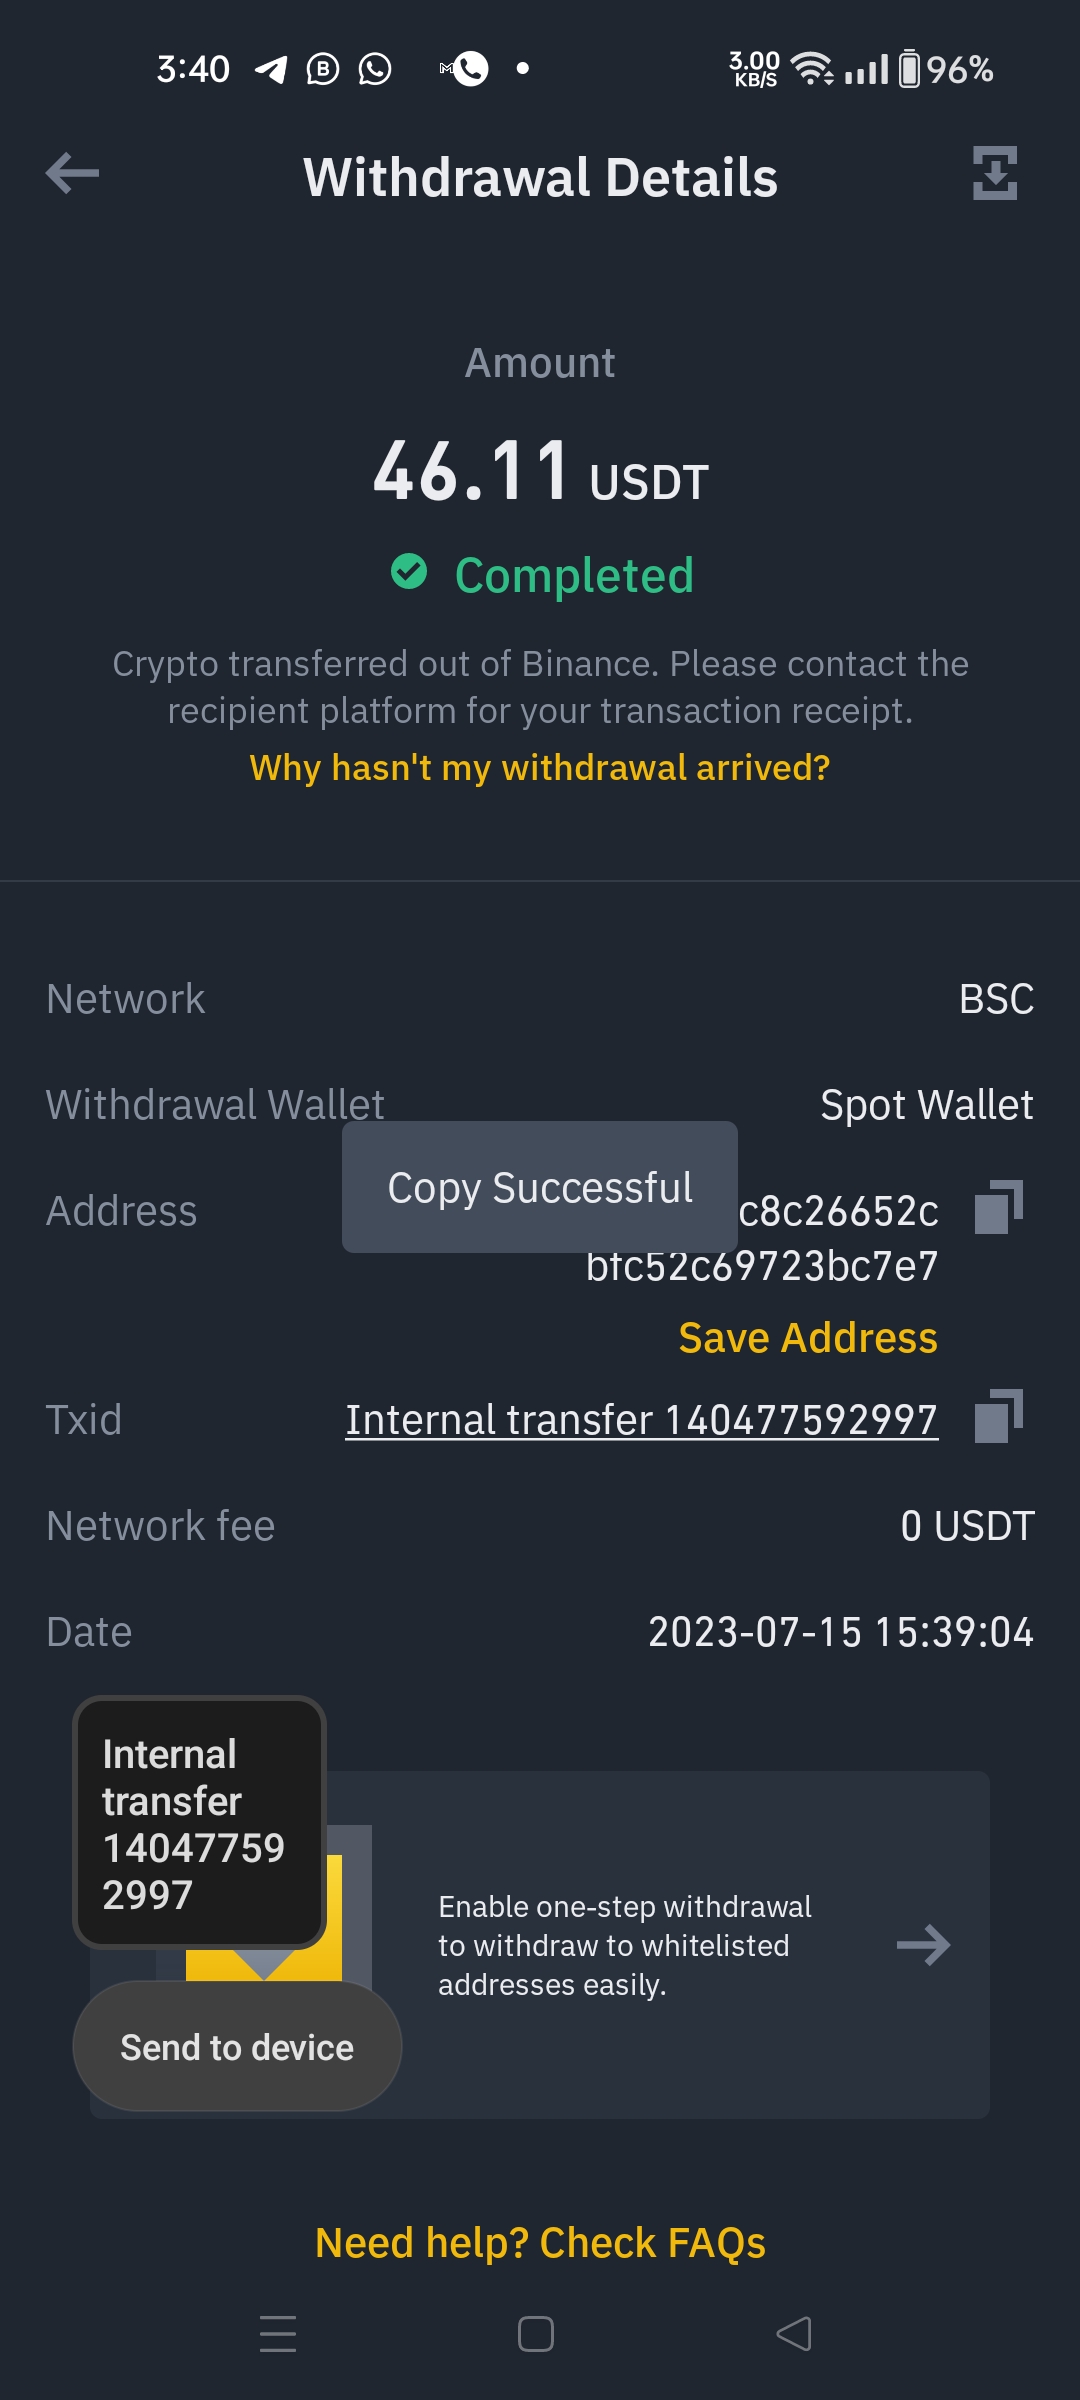 3:40
3.00
KB/S
96%
Withdrawal Details
Amount
46.11 USDT
Completed
Crypto transferred out of Binance. Please contact the
recipient platform for your transaction receipt.
Why hasn't my withdrawal arrived?
Network
BSC
Withdrawal Wallet
Spot Wallet
Copy Successful
Address
c8c26652c
bfc52c69723bc7e7
Save Address
Txid
Internal transfer 140477592997
Network fee
0 USDT
Date
2023-07-15 15:39:04
Internal
transfer
14047759
2997
Enable one-step withdrawal
to withdraw to whitelisted
addresses easily.
Send to device
Need help? Check FAQs